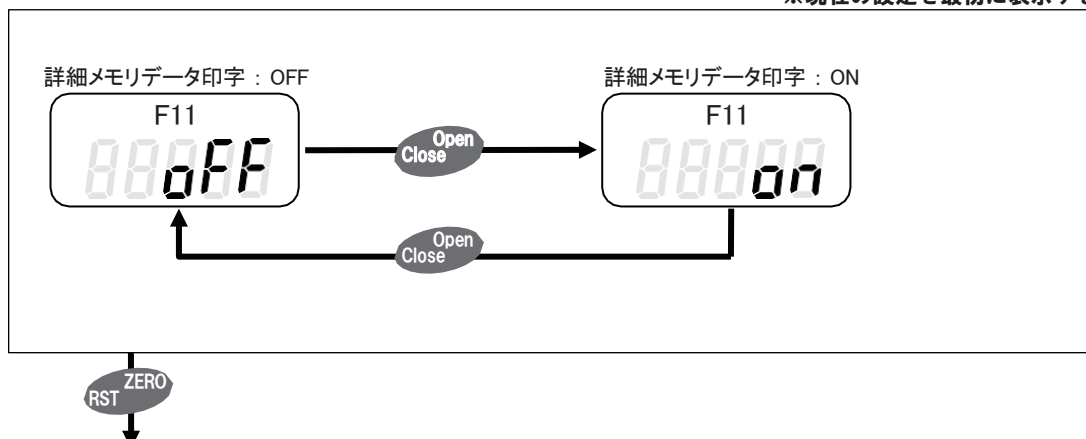 詳細メモリデータ印字 : OFF
詳細メモリデータ印字 : ON
F11
oFF
F11
on
Open
Close
Open
Close
ZERO
RST